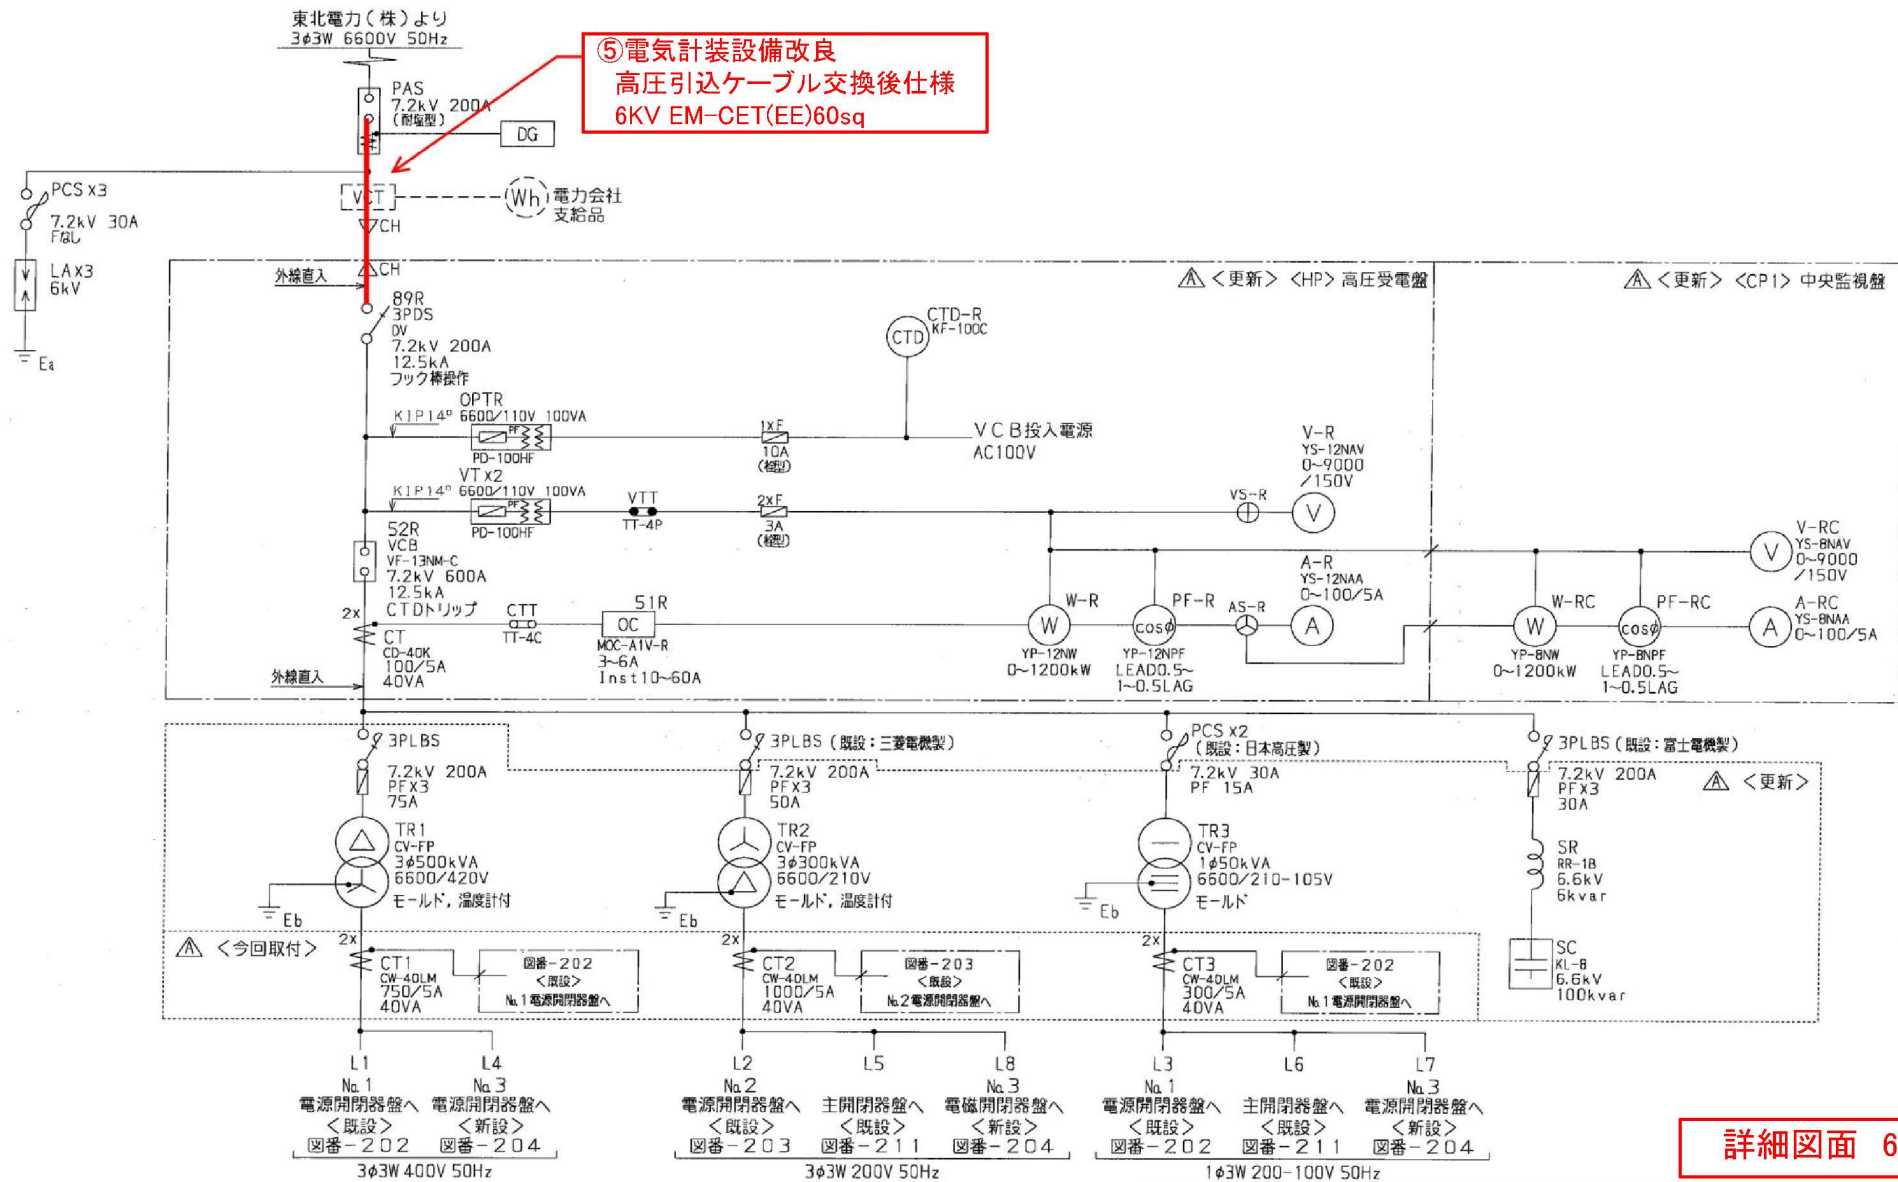 東北電力(株)より
3φ3W 6600V 50Hz
⑤電気計装設備改良
高圧引込ケーブル交換後仕様
6KV EM-CET(EE)60sq
PAS
7.2kV 200A
(耐塩型)
DG
PCSx3
7.2kV 30A
Fなし
LAx3
6kV
Ea
VCT
Wh
電力会社
支給品
CH
CH
外線直入
<更新> <HP> 高圧受電盤
<更新> <CP1> 中央監視盤
89R
3PDS
DV
7.2kV 200A
12.5kA
フック棒操作
CTD
CTD-R
KF-100C
OPTR
KIP14□ 6600/110V 100VA
PF
PD-100HF
1xF
10A
(栓型)
VCB投入電源
AC100V
VTx2
KIP14□ 6600/110V 100VA
PF
PD-100HF
VTT
TT-4P
2xF
3A
(栓型)
VS-R
V
V-R
YS-12NAV
0~9000
/150V
V
V-RC
YS-8NAV
0~9000
/150V
52R
VCB
VF-13NM-C
7.2kV 600A
12.5kA
CTDトリップ
2x
CT
CD-40K
100/5A
40VA
CTT
TT-4C
51R
OC
MOC-A1V-R
3~6A
Inst10~60A
W-R
W
YP-12NW
0~1200kW
PF-R
cosφ
YP-12NPF
LEAD0.5~
1~0.5LAG
AS-R
A-R
YS-12NAA
0~100/5A
A
W-RC
W
YP-8NW
0~1200kW
PF-RC
cosφ
YP-8NPF
LEAD0.5~
1~0.5LAG
A
A-RC
YS-8NAA
0~100/5A
外線直入
3PLBS
7.2kV 200A
PFx3
75A
3PLBS (既設:三菱電機製)
7.2kV 200A
PFx3
50A
PCSx2
(既設:日本高圧製)
7.2kV 30A
PF 15A
3PLBS (既設:富士電機製)
7.2kV 200A
PFx3
30A
<更新>
TR1
CV-FP
3φ500kVA
6600/420V
モールド,温度計付
Eb
TR2
CV-FP
3φ300kVA
6600/210V
モールド,温度計付
Eb
TR3
CV-FP
1φ50kVA
6600/210-105V
モールド
Eb
SR
RR-1B
6.6kV
6kvar
SC
KL-8
6.6kV
100kvar
<今回取付>
2x
CT1
CW-40LM
750/5A
40VA
図番-202
<既設>
No.1電源開閉器盤へ
2x
CT2
CW-40LM
1000/5A
40VA
図番-203
<既設>
No.2電源開閉器盤へ
2x
CT3
CW-40LM
300/5A
40VA
図番-202
<既設>
No.1電源開閉器盤へ
L1
No.1
電源開閉器盤へ
<既設>
図番-202
L4
No.3
電源開閉器盤へ
<新設>
図番-204
3φ3W 400V 50Hz
L2
No.2
電源開閉器盤へ
<既設>
図番-203
L5
主開閉器盤へ
<既設>
図番-211
L8
No.3
電磁開閉器盤へ
<新設>
図番-204
3φ3W 200V 50Hz
L3
No.1
電源開閉器盤へ
<既設>
図番-202
L6
主開閉器盤へ
<既設>
図番-211
L7
No.3
電源開閉器盤へ
<新設>
図番-204
1φ3W 200-100V 50Hz
詳細図面 6